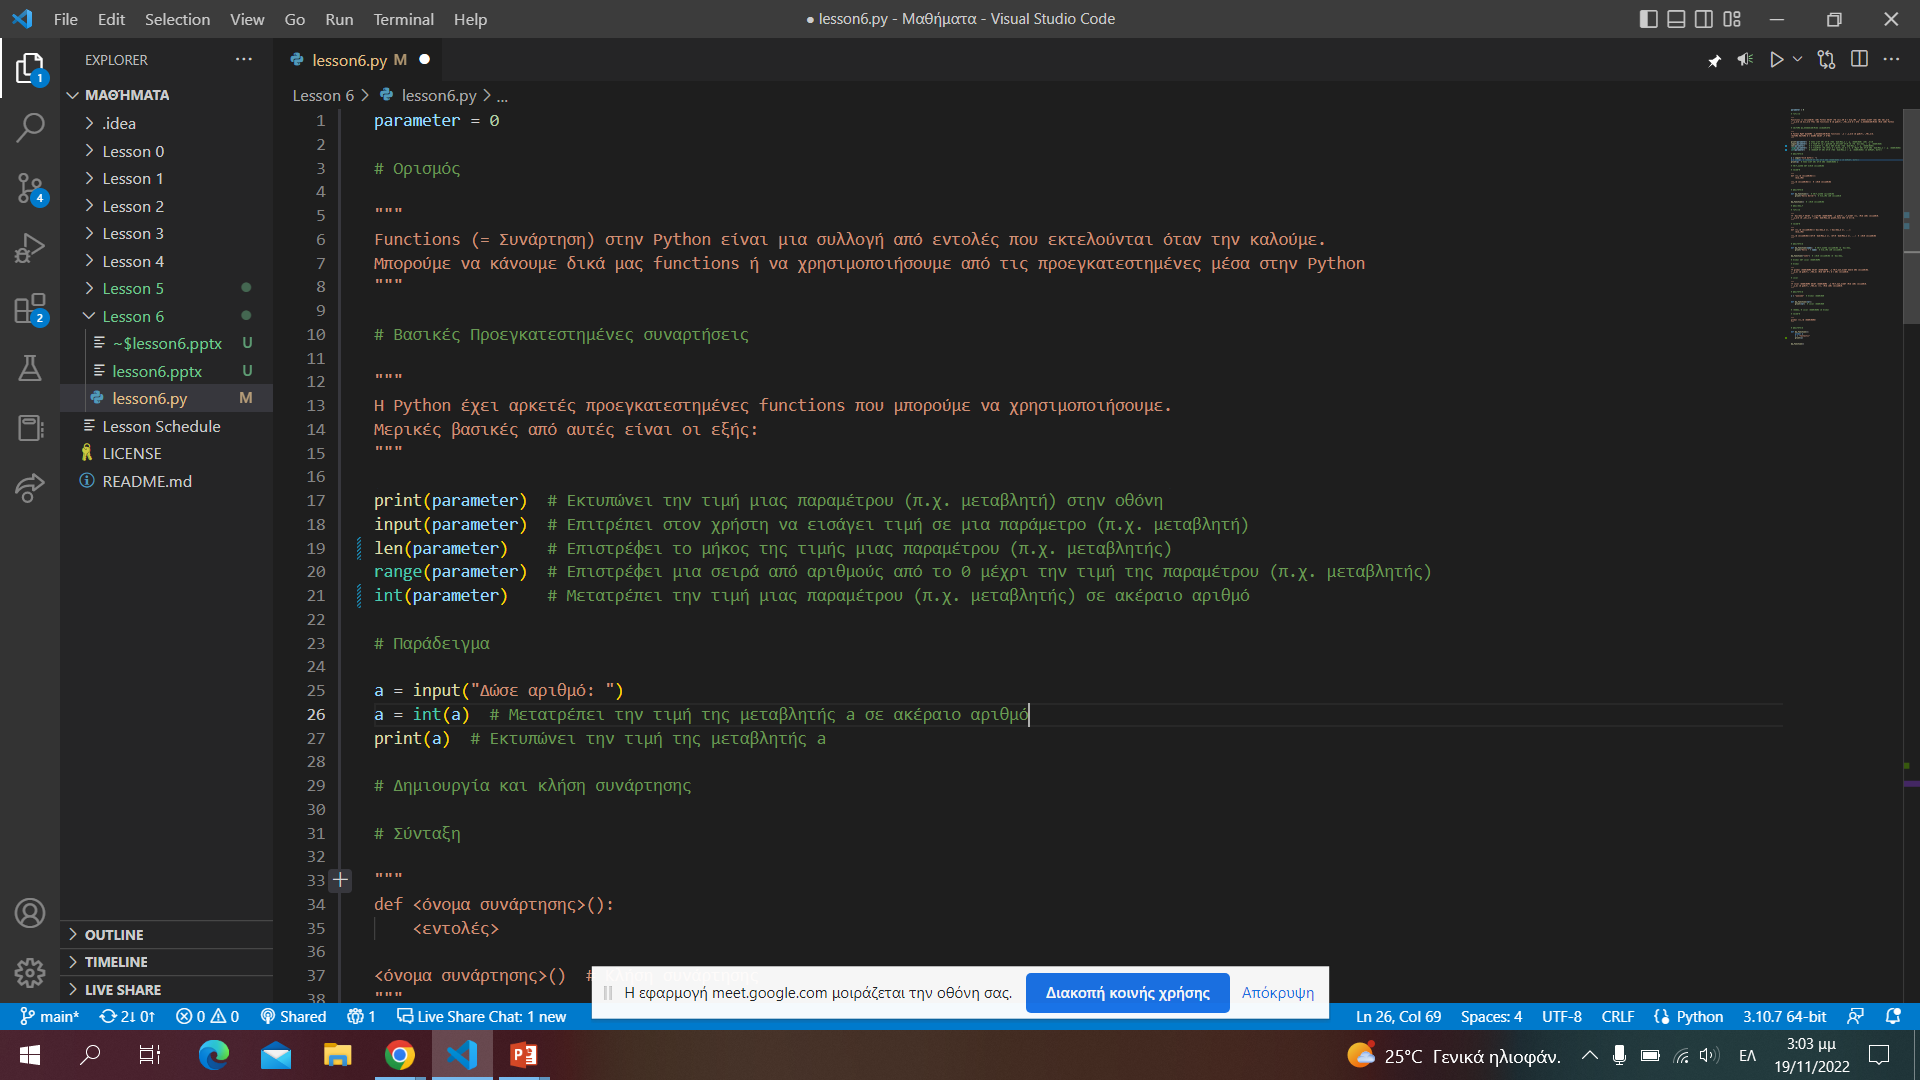 File Edit Selection View Go Run Terminal Help
● lesson6.py - Μαθήματα - Visual Studio Code
EXPLORER
ΜΑΘΉΜΑΤΑ
.idea
Lesson 0
Lesson 1
Lesson 2
Lesson 3
Lesson 4
Lesson 5
Lesson 6
~$lesson6.pptx U
lesson6.pptx U
lesson6.py M
Lesson Schedule
LICENSE
README.md
OUTLINE
TIMELINE
LIVE SHARE
1
4
2
lesson6.py M
Lesson 6 > lesson6.py > ...
1 parameter = 0
2
3 # Ορισμός
4
5 """
6 Functions (= Συνάρτηση) στην Python είναι μια συλλογή από εντολές που εκτελούνται όταν την καλούμε.
7 Μπορούμε να κάνουμε δικά μας functions ή να χρησιμοποιήσουμε από τις προεγκατεστημένες μέσα στην Python
8 """
9
10 # Βασικές Προεγκατεστημένες συναρτήσεις
11
12 """
13 Η Python έχει αρκετές προεγκατεστημένες functions που μπορούμε να χρησιμοποιήσουμε.
14 Μερικές βασικές από αυτές είναι οι εξής:
15 """
16
17 print(parameter)  # Εκτυπώνει την τιμή μιας παραμέτρου (π.χ. μεταβλητή) στην οθόνη
18 input(parameter)  # Επιτρέπει στον χρήστη να εισάγει τιμή σε μια παράμετρο (π.χ. μεταβλητή)
19 len(parameter)    # Επιστρέφει το μήκος της τιμής μιας παραμέτρου (π.χ. μεταβλητής)
20 range(parameter)  # Επιστρέφει μια σειρά από αριθμούς από το 0 μέχρι την τιμή της παραμέτρου (π.χ. μεταβλητής)
21 int(parameter)    # Μετατρέπει την τιμή μιας παραμέτρου (π.χ. μεταβλητής) σε ακέραιο αριθμό
22
23 # Παράδειγμα
24
25 a = input("Δώσε αριθμό: ")
26 a = int(a)  # Μετατρέπει την τιμή της μεταβλητής a σε ακέραιο αριθμό
27 print(a)  # Εκτυπώνει την τιμή της μεταβλητής a
28
29 # Δημιουργία και κλήση συνάρτησης
30
31 # Σύνταξη
32
33 """
34 def <όνομα συνάρτησης>():
35     <εντολές>
36
37 <όνομα συνάρτησης>()  #
38 """
Η εφαρμογή meet.google.com μοιράζεται την οθόνη σας. Διακοπή κοινής χρήσης Απόκρυψη
main* 2↓ 0↑ 0 0 Shared 1 Live Share Chat: 1 new
Ln 26, Col 69 Spaces: 4 UTF-8 CRLF Python 3.10.7 64-bit
25°C Γενικά ηλιοφάν. ΕΛ
3:03 μμ
19/11/2022